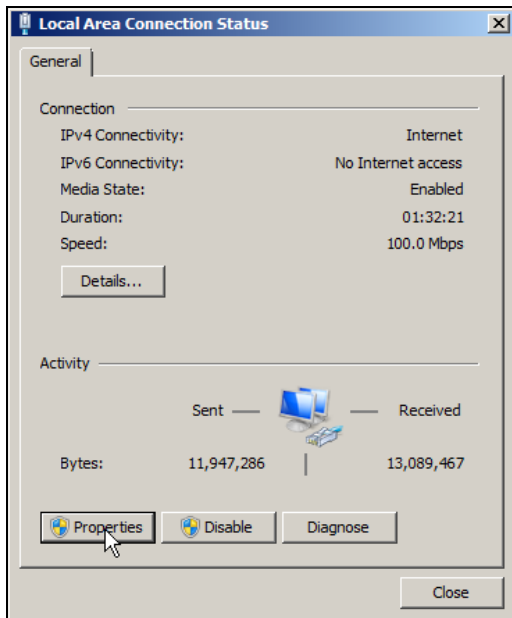 Local Area Connection Status
General
Connection
IPv4 Connectivity: Internet
IPv6 Connectivity: No Internet access
Media State: Enabled
Duration: 01:32:21
Speed: 100.0 Mbps
Details...
Activity
Sent Received
Bytes: 11,947,286 13,089,467
Properties Disable Diagnose
Close